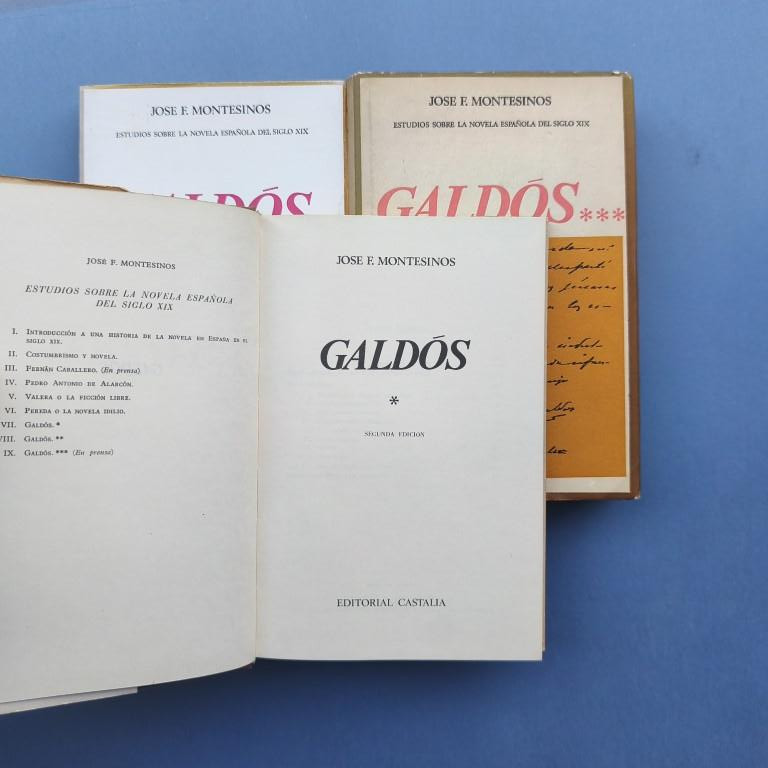 JOSE F. MONTESINOS
ESTUDIOS SOBRE LA NOVELA ESPAÑOLA DEL SIGLO XIX
GALDÓS
JOSE F. MONTESINOS
ESTUDIOS SOBRE LA NOVELA ESPAÑOLA DEL SIGLO XIX
GALDÓS***
JOSÉ F. MONTESINOS
ESTUDIOS SOBRE LA NOVELA ESPAÑOLA
DEL SIGLO XIX
I. INTRODUCCIÓN A UNA HISTORIA DE LA NOVELA EN ESPAÑA EN EL
SIGLO XIX.
II. COSTUMBRISMO Y NOVELA.
III. FERNÁN CABALLERO. (En prensa)
IV. PEDRO ANTONIO DE ALARCÓN.
V. VALERA O LA FICCIÓN LIBRE.
VI. PEREDA O LA NOVELA IDILIO.
VII. GALDÓS. *
VIII. GALDÓS. **
IX. GALDÓS. *** (En prensa)
JOSE F. MONTESINOS
GALDÓS
*
SEGUNDA EDICION
EDITORIAL CASTALIA